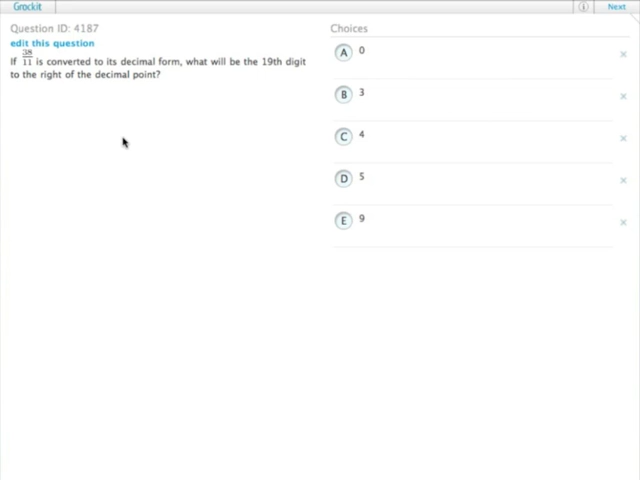 Grockit
Next
Question ID: 4187
edit this question
If 38/11 is converted to its decimal form, what will be the 19th digit
to the right of the decimal point?
Choices
A 0
B 3
C 4
D 5
E 9